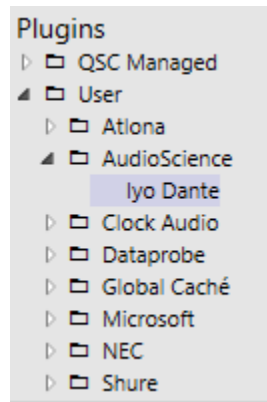 Plugins
QSC Managed
User
Atlona
AudioScience
Iyo Dante
Clock Audio
Dataprobe
Global Caché
Microsoft
NEC
Shure